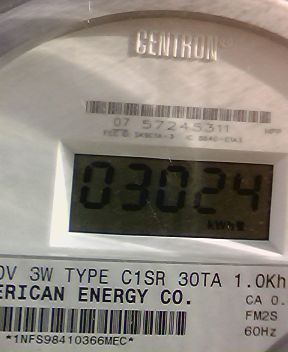 CENTRON®
07 57245311
03024
kWh
0V 3W TYPE C1SR 30TA 1.0Kh
ERICAN ENERGY CO.
CA 0.
FM2S
60Hz
*1NFS98410366MEC*